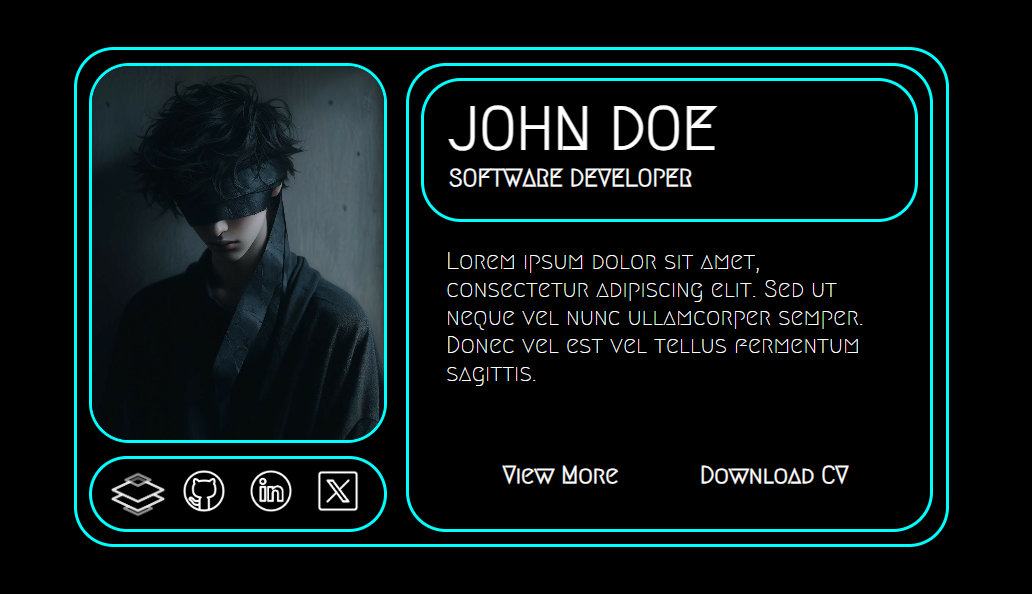 JOHN DOE
SOFTWARE DEVELOPER
Lorem ipsum dolor sit amet,
consectetur adipiscing elit. Sed ut
neque vel nunc ullamcorper semper.
Donec vel est vel tellus fermentum
sagittis.
in X
View More Download CV